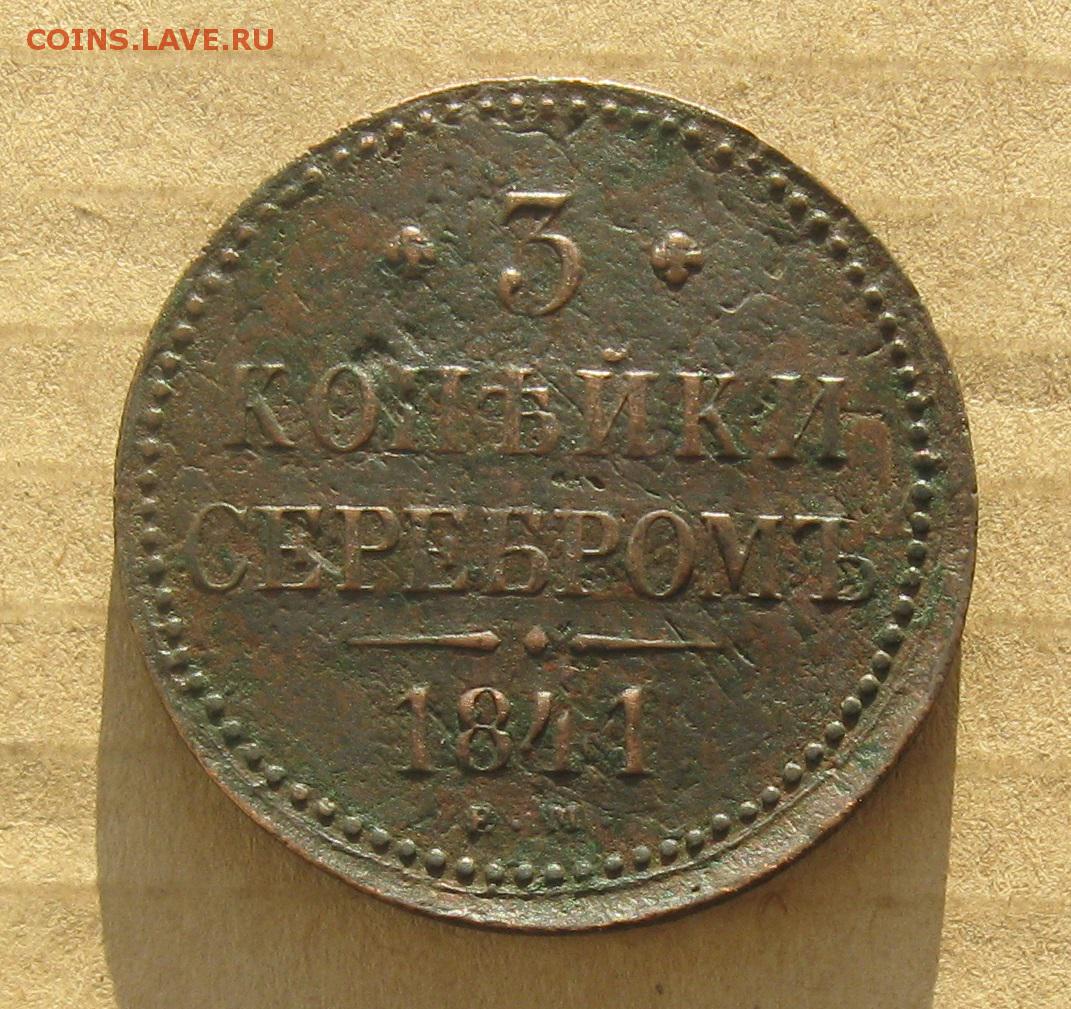 COINS.LAVE.RU
3
КОПѢЙКИ
СЕРЕБРОМЪ
1841
Е. М